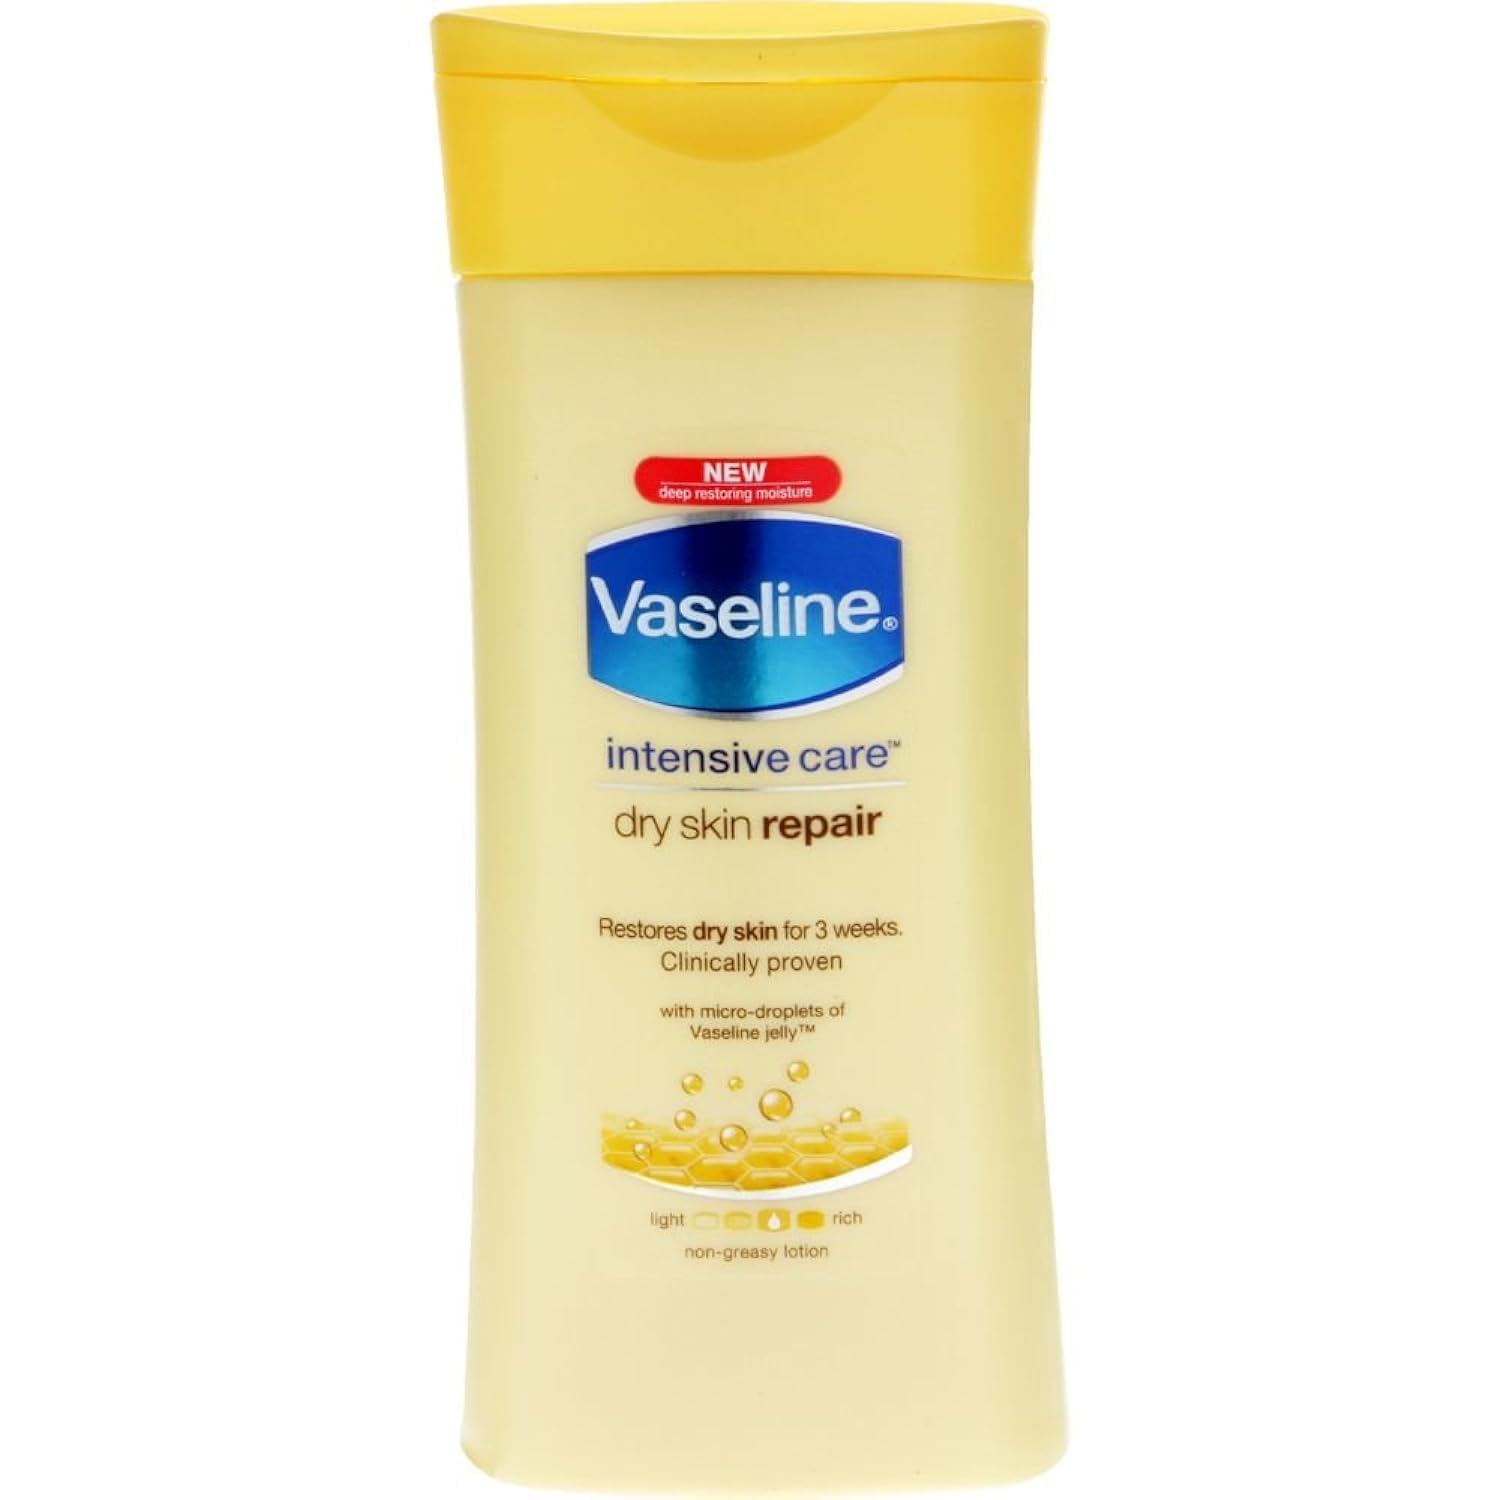 NEW
deep restoring moisture
Vaseline®
intensive care™
dry skin repair
Restores dry skin for 3 weeks.
Clinically proven
with micro-droplets of
Vaseline jelly™
light rich
non-greasy lotion